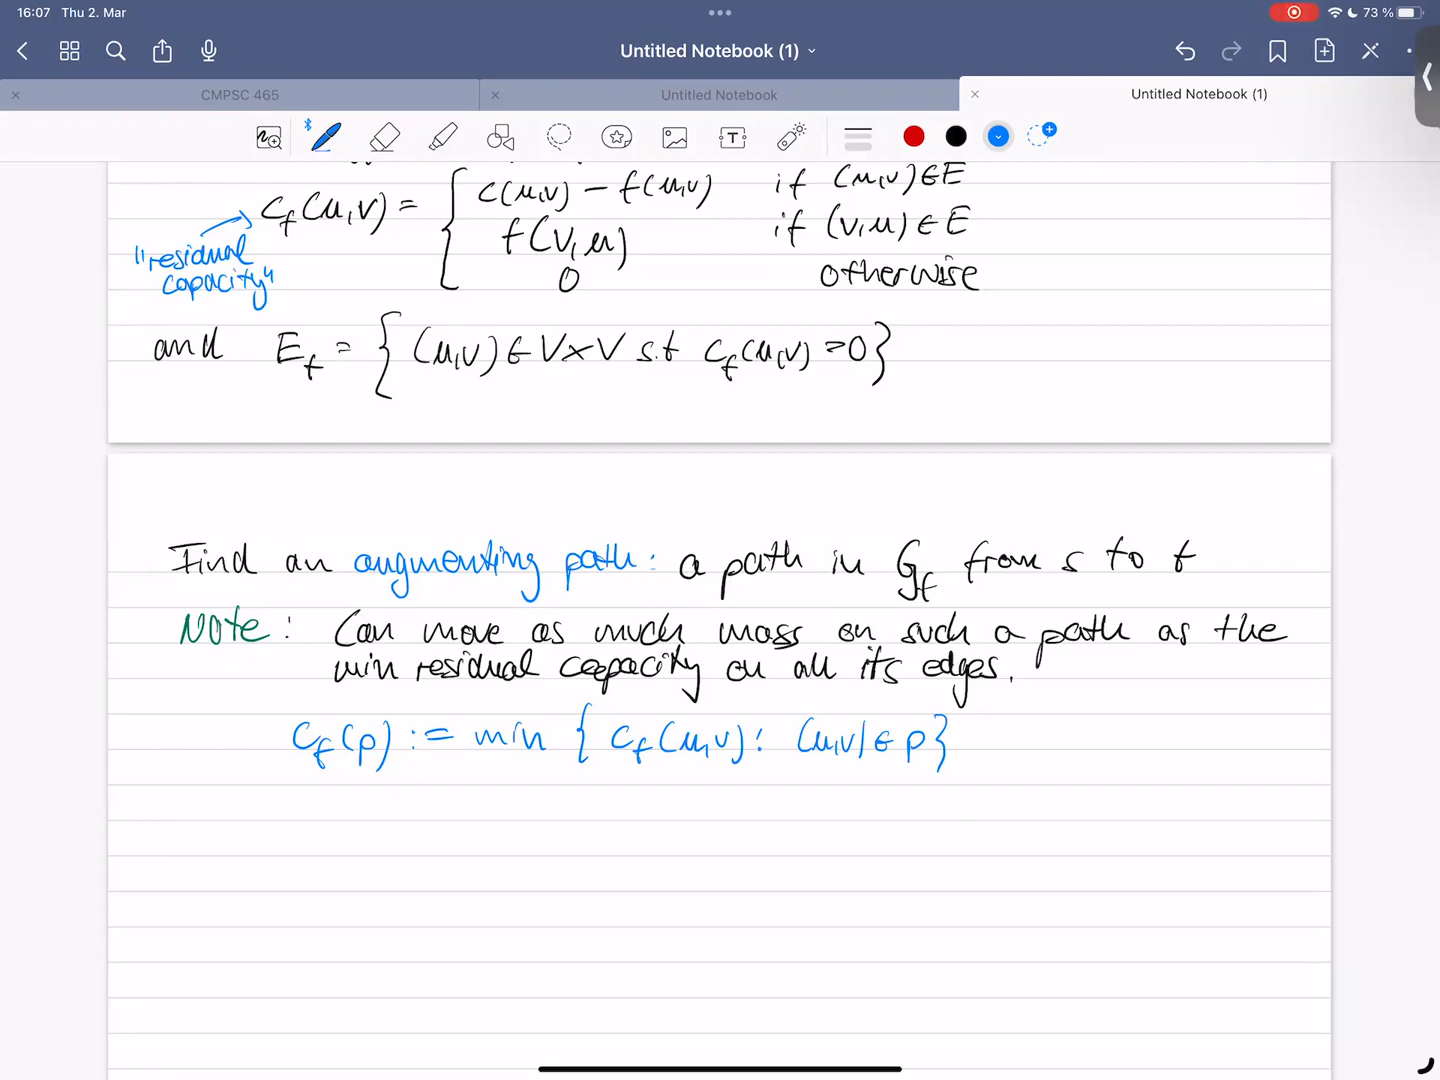 16:07 Thu 2. Mar
73 %
Untitled Notebook (1)
CMPSC 465
Untitled Notebook
Untitled Notebook (1)
c_f(u,v) = { c(u,v) - f(u,v) if (u,v) ∈ E
f(v,u) if (v,u) ∈ E
0 otherwise
"residual
capacity"
and E_f = { (u,v) ∈ V×V s.t c_f(u,v) =0 }
Find an augmenting path: a path in G_f from s to t
Note: Can move as much mass on such a path as the
min residual capacity on all its edges.
c_f(p) := min { c_f(u,v): (u,v) ∈ p }